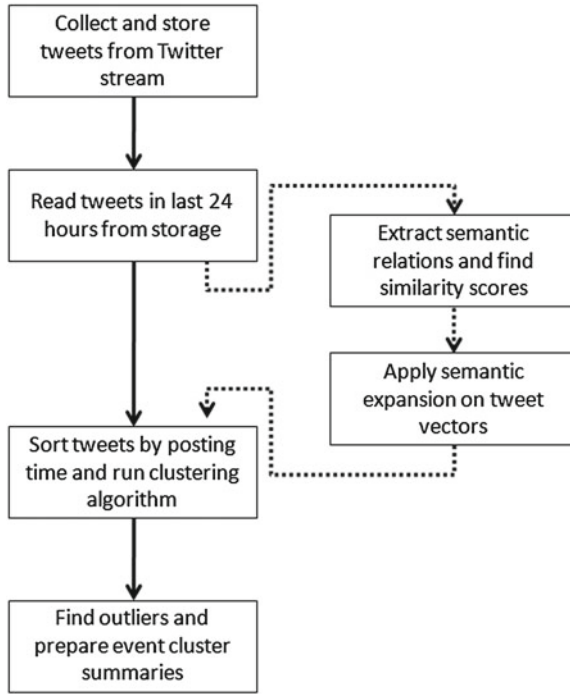 Collect and store
tweets from Twitter
stream
Read tweets in last 24
hours from storage
Extract semantic
relations and find
similarity scores
Apply semantic
expansion on tweet
vectors
Sort tweets by posting
time and run clustering
algorithm
Find outliers and
prepare event cluster
summaries